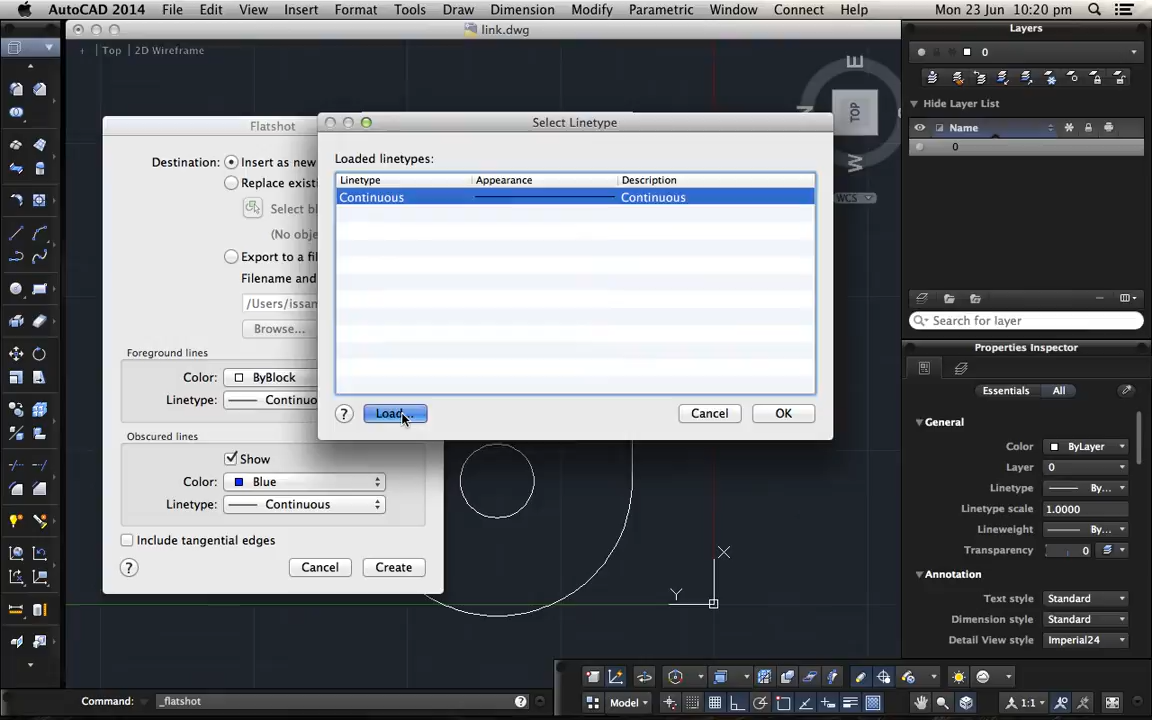 AutoCAD 2014 File Edit View Insert Format Tools Draw Dimension Modify Parametric Window Connect Help Mon 23 Jun 10:20 pm
link.dwg
+ | Top | 2D Wireframe
E
TOP
W
WCS
Flatshot
Destination: Insert as new
Replace existi
Select bl
(No obje
Export to a fi
Filename and
/Users/issam
Browse...
Foreground lines
Color: ByBlock
Linetype: Continuo
Obscured lines
Show
Color: Blue
Linetype: Continuous
Include tangential edges
? Cancel Create
Select Linetype
Loaded linetypes:
Linetype Appearance Description
Continuous Continuous
? Load... Cancel OK
X
Y
Layers
0
Hide Layer List
Name
0
Search for layer
Properties Inspector
Essentials All
General
Color ByLayer
Layer 0
Linetype By...
Linetype scale 1.0000
Lineweight By...
Transparency 0
Annotation
Text style Standard
Dimension style Standard
Detail View style Imperial24
Command: _flatshot ?
Model 1:1